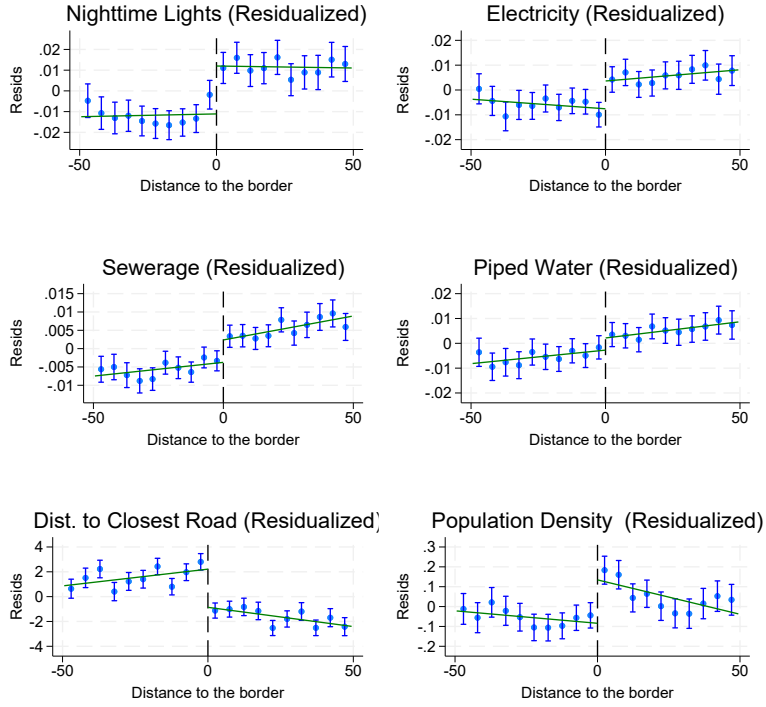 Nighttime Lights (Residualized)
Resids
.02
.01
0
-.01
-.02
0
50
Distance to the border
Electricity (Residualized)
Resids
.02
.01
0
-.01
-.02
-50
0
50
Distance to the border
Sewerage (Residualized)
Resids
.015
.01
.005
0
-.005
-.01
-50
0
50
Distance to the border
Piped Water (Residualized)
Resids
.02
.01
0
-.01
-.02
-50
0
50
Distance to the border
Dist. to Closest Road (Residualized)
Resids
4
2
0
-2
-4
-50
0
50
Distance to the border
Population Density (Residualized)
Resids
.3
.2
.1
0
-.1
-.2
-50
0
50
Distance to the border